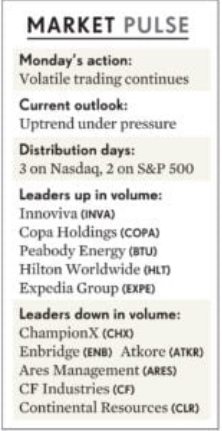 MARKET PULSE
Monday's action:
Volatile trading continues
Current outlook:
Uptrend under pressure
Distribution days:
3 on Nasdaq, 2 on S&P 500
Leaders up in volume:
Innoviva (INVA)
Copa Holdings (COPA)
Peabody Energy (BTU)
Hilton Worldwide (HLT)
Expedia Group (EXPE)
Leaders down in volume:
ChampionX (CHX)
Enbridge (ENB) Atkore (ATKR)
Ares Management (ARES)
CF Industries (CF)
Continental Resources (CLR)